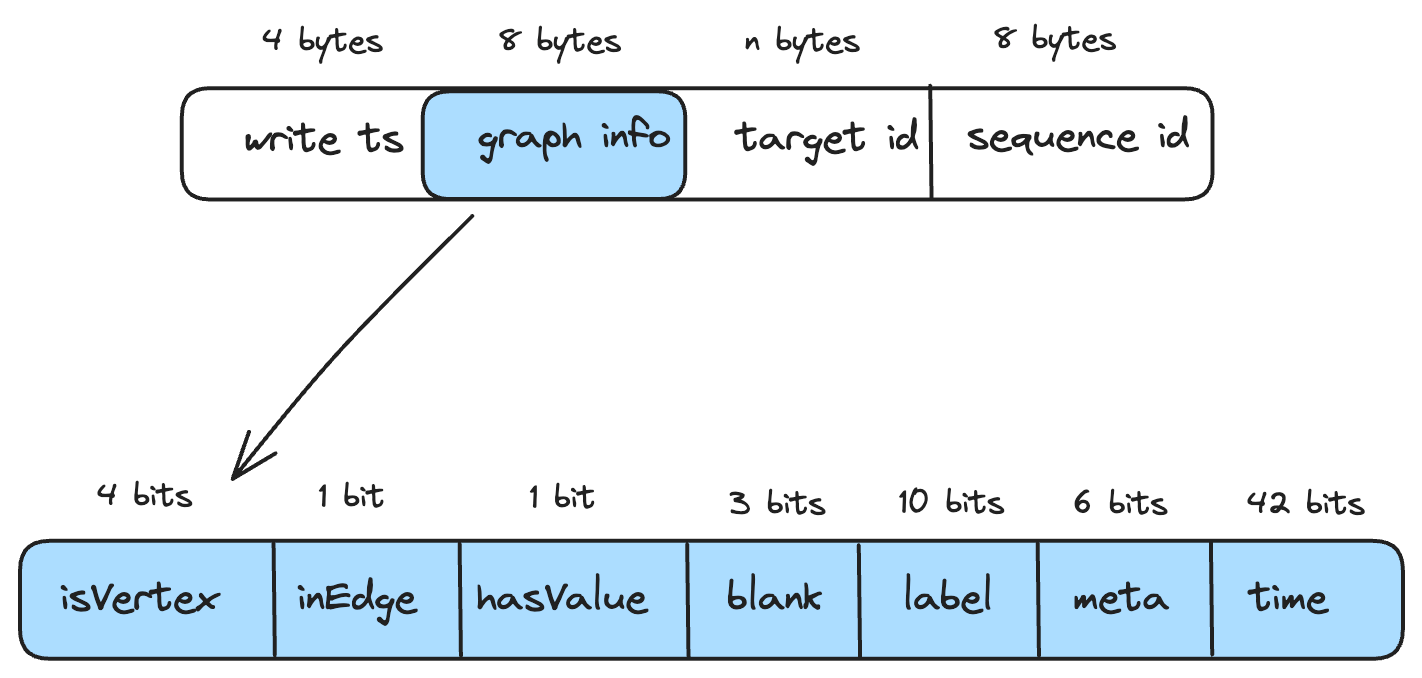 4 bytes 8 bytes n bytes 8 bytes
write ts graph info target id sequence id
4 bits 1 bit 1 bit 3 bits 10 bits 6 bits 42 bits
isVertex inEdge hasValue blank label meta time